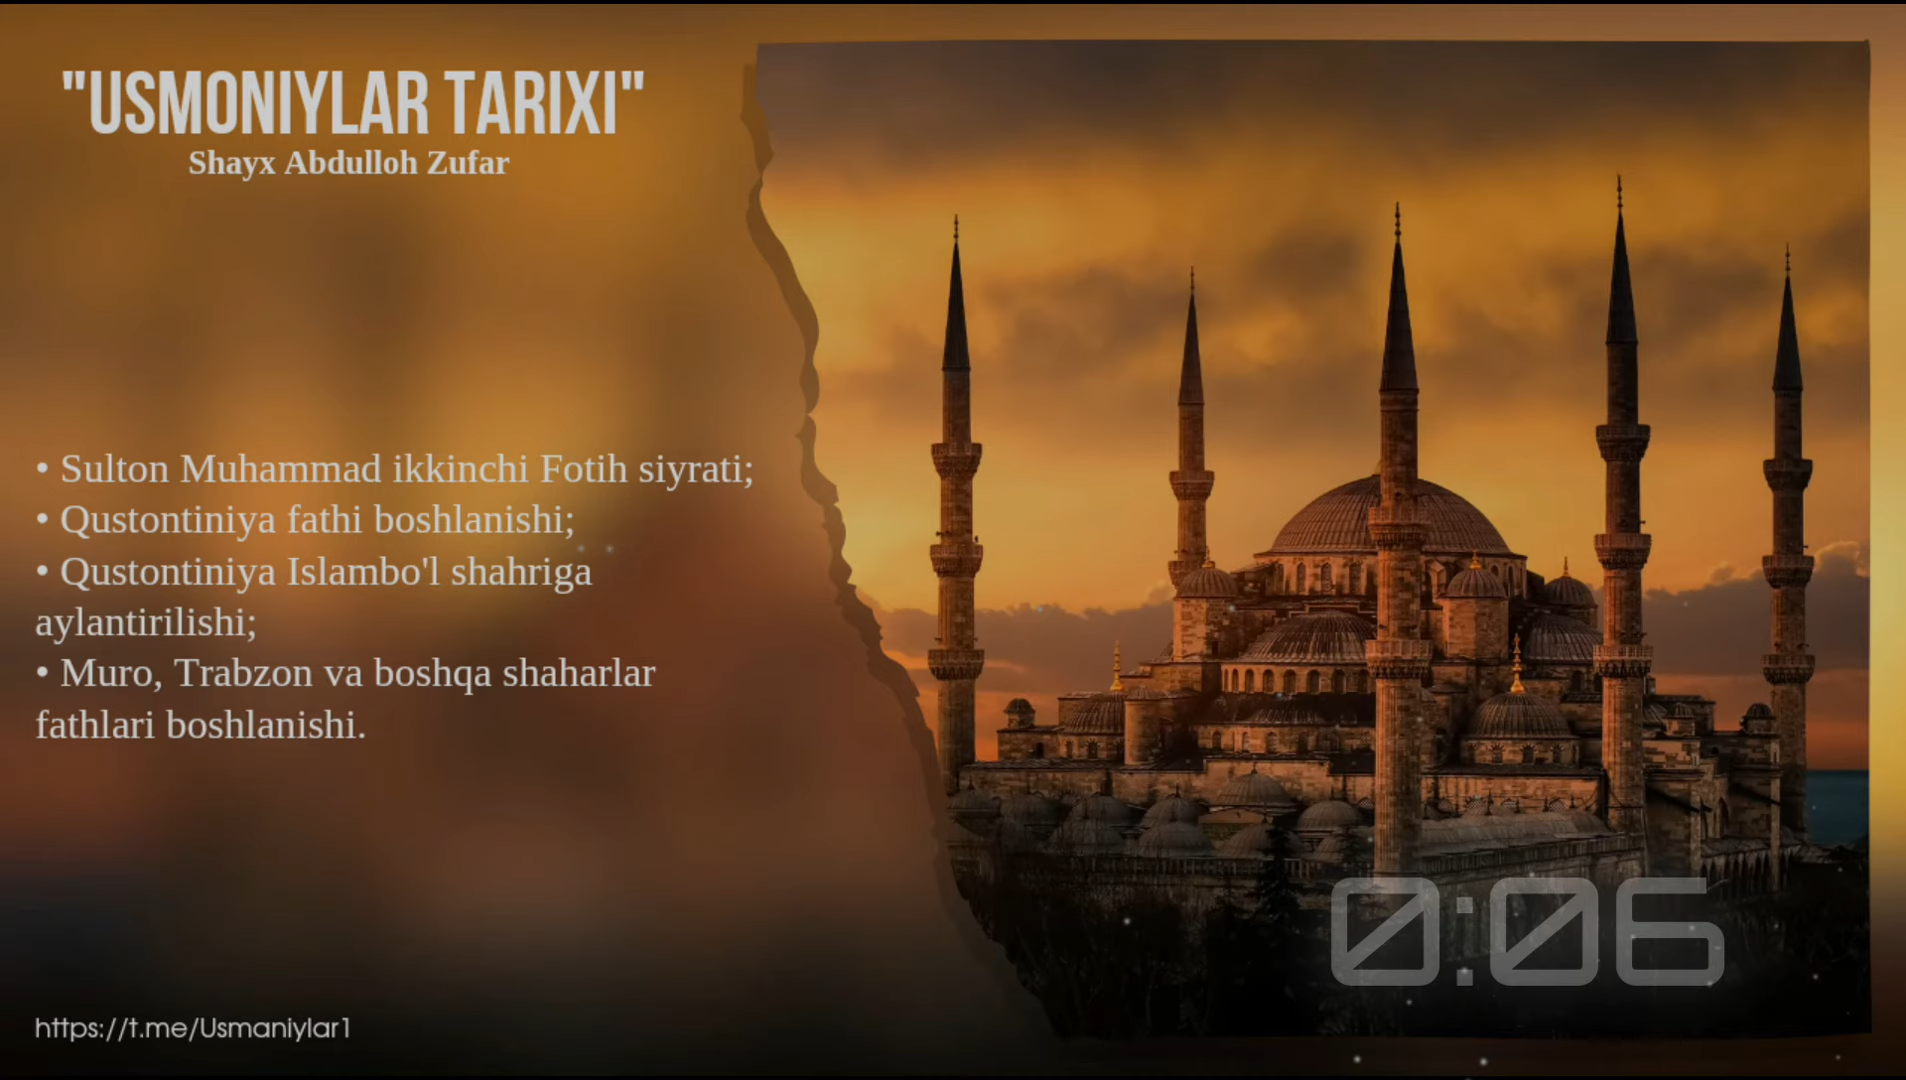 "USMONIYLAR TARIXI"
Shayx Abdulloh Zufar
• Sulton Muhammad ikkinchi Fotih siyrati;
• Qustontiniya fathi boshlanishi;
• Qustontiniya Islambo'l shahriga
aylantirilishi;
• Muro, Trabzon va boshqa shaharlar
fathlari boshlanishi.
0:06
https://t.me/Usmaniylar1